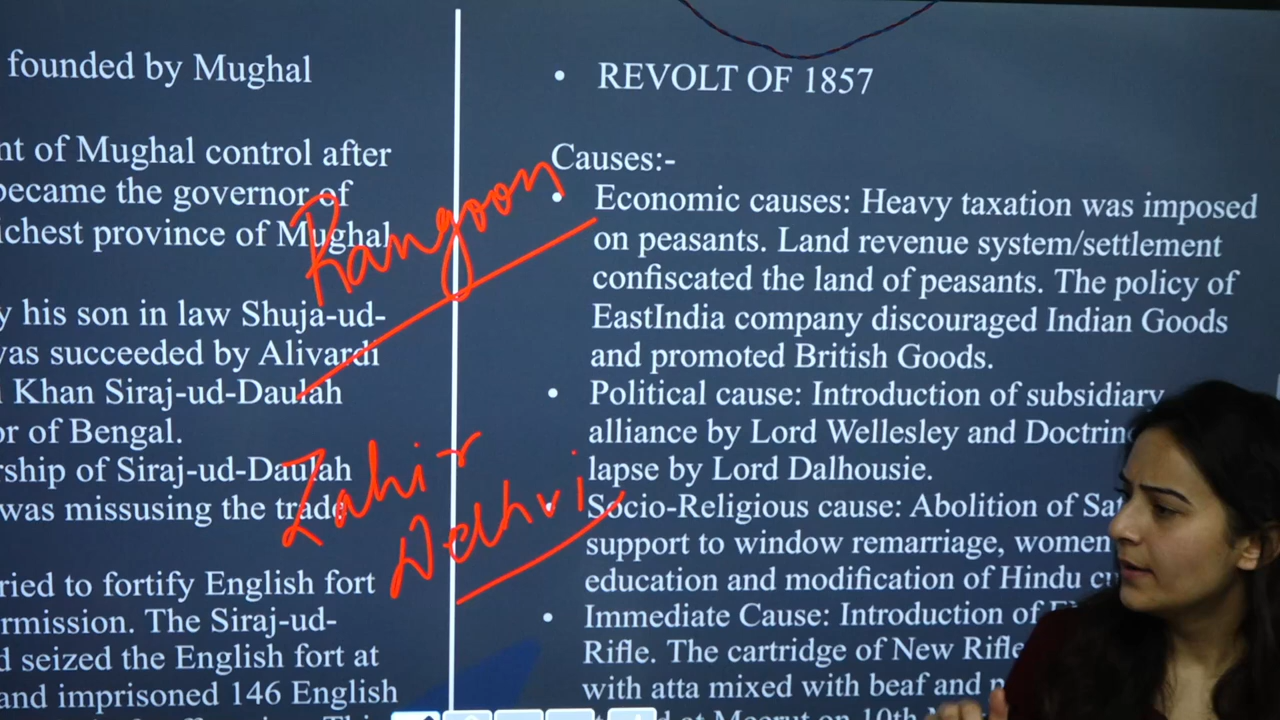 founded by Mughal
nt of Mughal control after
became the governor of
ichest province of Mughal
y his son in law Shuja-ud-
was succeeded by Alivardi
Khan Siraj-ud-Daulah
or of Bengal.
rship of Siraj-ud-Daulah
was missusing the trade
ried to fortify English fort
rmission. The Siraj-ud-
d seized the English fort at
and imprisoned 146 English
Rangoon
Zahir
Delhvi
• REVOLT OF 1857
Causes:-
• Economic causes: Heavy taxation was imposed
on peasants. Land revenue system/settlement
confiscated the land of peasants. The policy of
EastIndia company discouraged Indian Goods
and promoted British Goods.
• Political cause: Introduction of subsidiary
alliance by Lord Wellesley and Doctrin
lapse by Lord Dalhousie.
Socio-Religious cause: Abolition of Sa
support to window remarriage, women
education and modification of Hindu cu
• Immediate Cause: Introduction of
Rifle. The cartridge of New Rifle
with atta mixed with beaf and
at Meerut on 10th